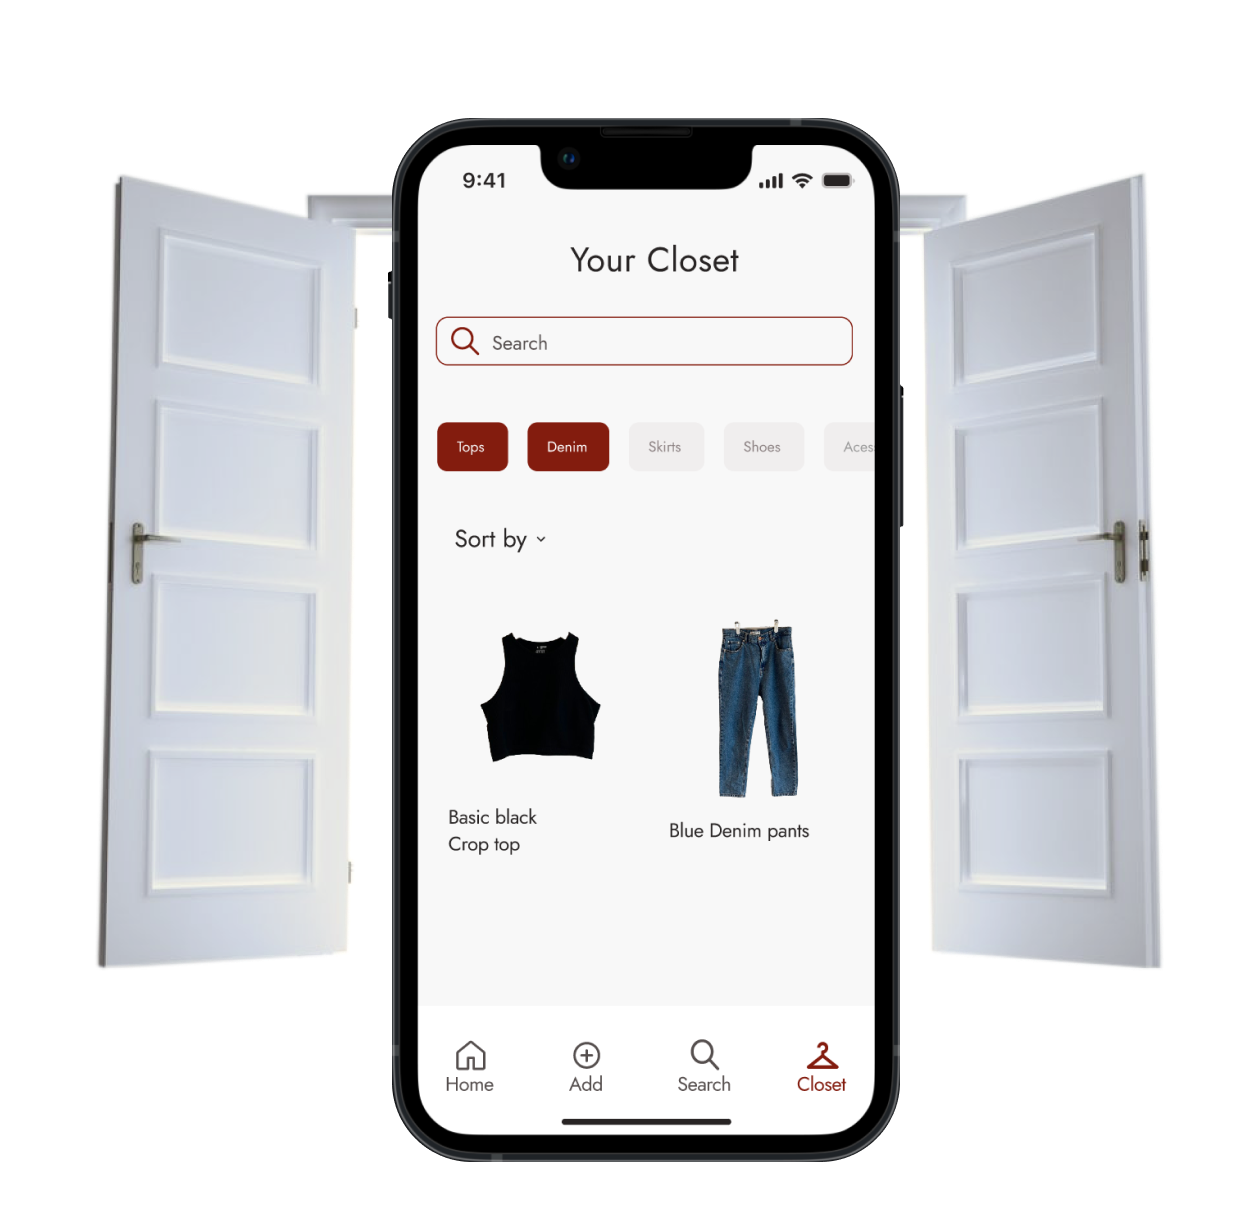 9:41
Your Closet
Search
Tops Denim Skirts Shoes Aces
Sort by
Basic black
Crop top
Blue Denim pants
Home Add Search Closet